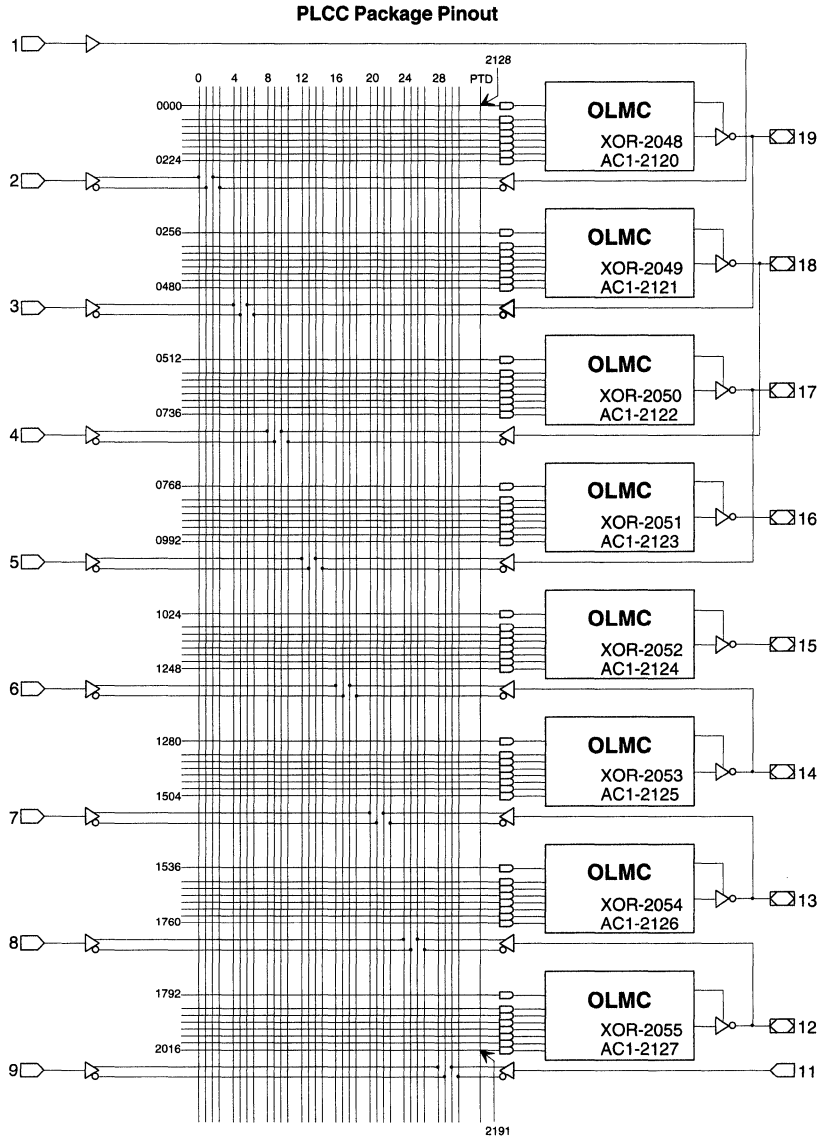 PLCC Package Pinout
1
2128
0 4 8 12 16 20 24 28 PTD
0000
OLMC
XOR-2048
AC1-2120
19
0224
2
0256
OLMC
XOR-2049
AC1-2121
18
0480
3
0512
OLMC
XOR-2050
AC1-2122
17
0736
4
0768
OLMC
XOR-2051
AC1-2123
16
0992
5
1024
OLMC
XOR-2052
AC1-2124
15
1248
6
1280
OLMC
XOR-2053
AC1-2125
14
1504
7
1536
OLMC
XOR-2054
AC1-2126
13
1760
8
1792
OLMC
XOR-2055
AC1-2127
12
2016
9
11
2191